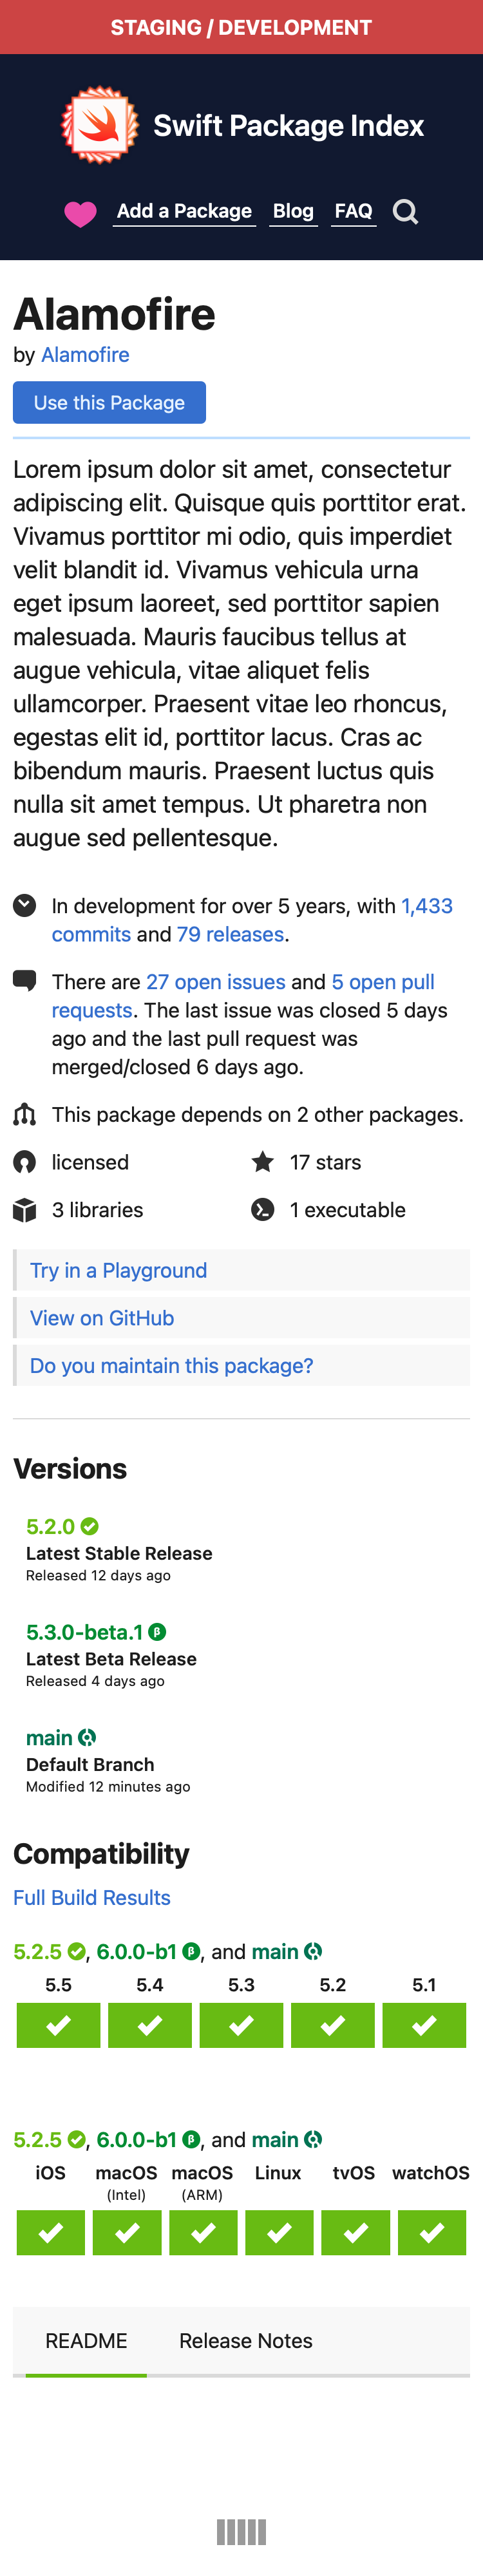 STAGING / DEVELOPMENT
Swift Package Index
Add a Package Blog FAQ
Alamofire
by Alamofire
Use this Package
Lorem ipsum dolor sit amet, consectetur
adipiscing elit. Quisque quis porttitor erat.
Vivamus porttitor mi odio, quis imperdiet
velit blandit id. Vivamus vehicula urna
eget ipsum laoreet, sed porttitor sapien
malesuada. Mauris faucibus tellus at
augue vehicula, vitae aliquet felis
ullamcorper. Praesent vitae leo rhoncus,
egestas elit id, porttitor lacus. Cras ac
bibendum mauris. Praesent luctus quis
nulla sit amet tempus. Ut pharetra non
augue sed pellentesque.
In development for over 5 years, with 1,433
commits and 79 releases.
There are 27 open issues and 5 open pull
requests. The last issue was closed 5 days
ago and the last pull request was
merged/closed 6 days ago.
This package depends on 2 other packages.
licensed 17 stars
3 libraries 1 executable
Try in a Playground
View on GitHub
Do you maintain this package?
Versions
5.2.0
Latest Stable Release
Released 12 days ago
5.3.0-beta.1 β
Latest Beta Release
Released 4 days ago
main
Default Branch
Modified 12 minutes ago
Compatibility
Full Build Results
5.2.5, 6.0.0-b1 β, and main
5.5 5.4 5.3 5.2 5.1
5.2.5, 6.0.0-b1 β, and main
iOS macOS macOS Linux tvOS watchOS
(Intel) (ARM)
README Release Notes